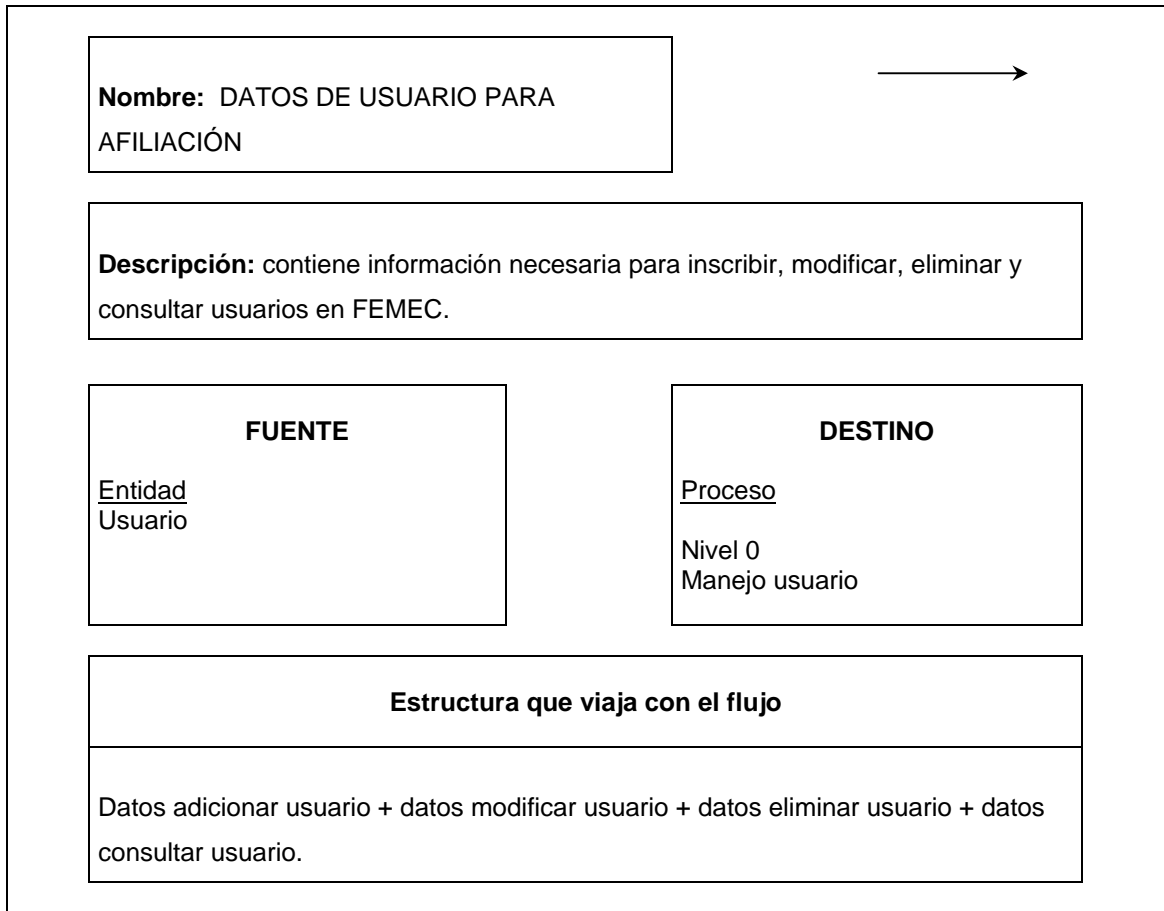 Nombre: DATOS DE USUARIO PARA
AFILIACIÓN
Descripción: contiene información necesaria para inscribir, modificar, eliminar y
consultar usuarios en FEMEC.
FUENTE
Entidad
Usuario
DESTINO
Proceso
Nivel 0
Manejo usuario
Estructura que viaja con el flujo
Datos adicionar usuario + datos modificar usuario + datos eliminar usuario + datos
consultar usuario.